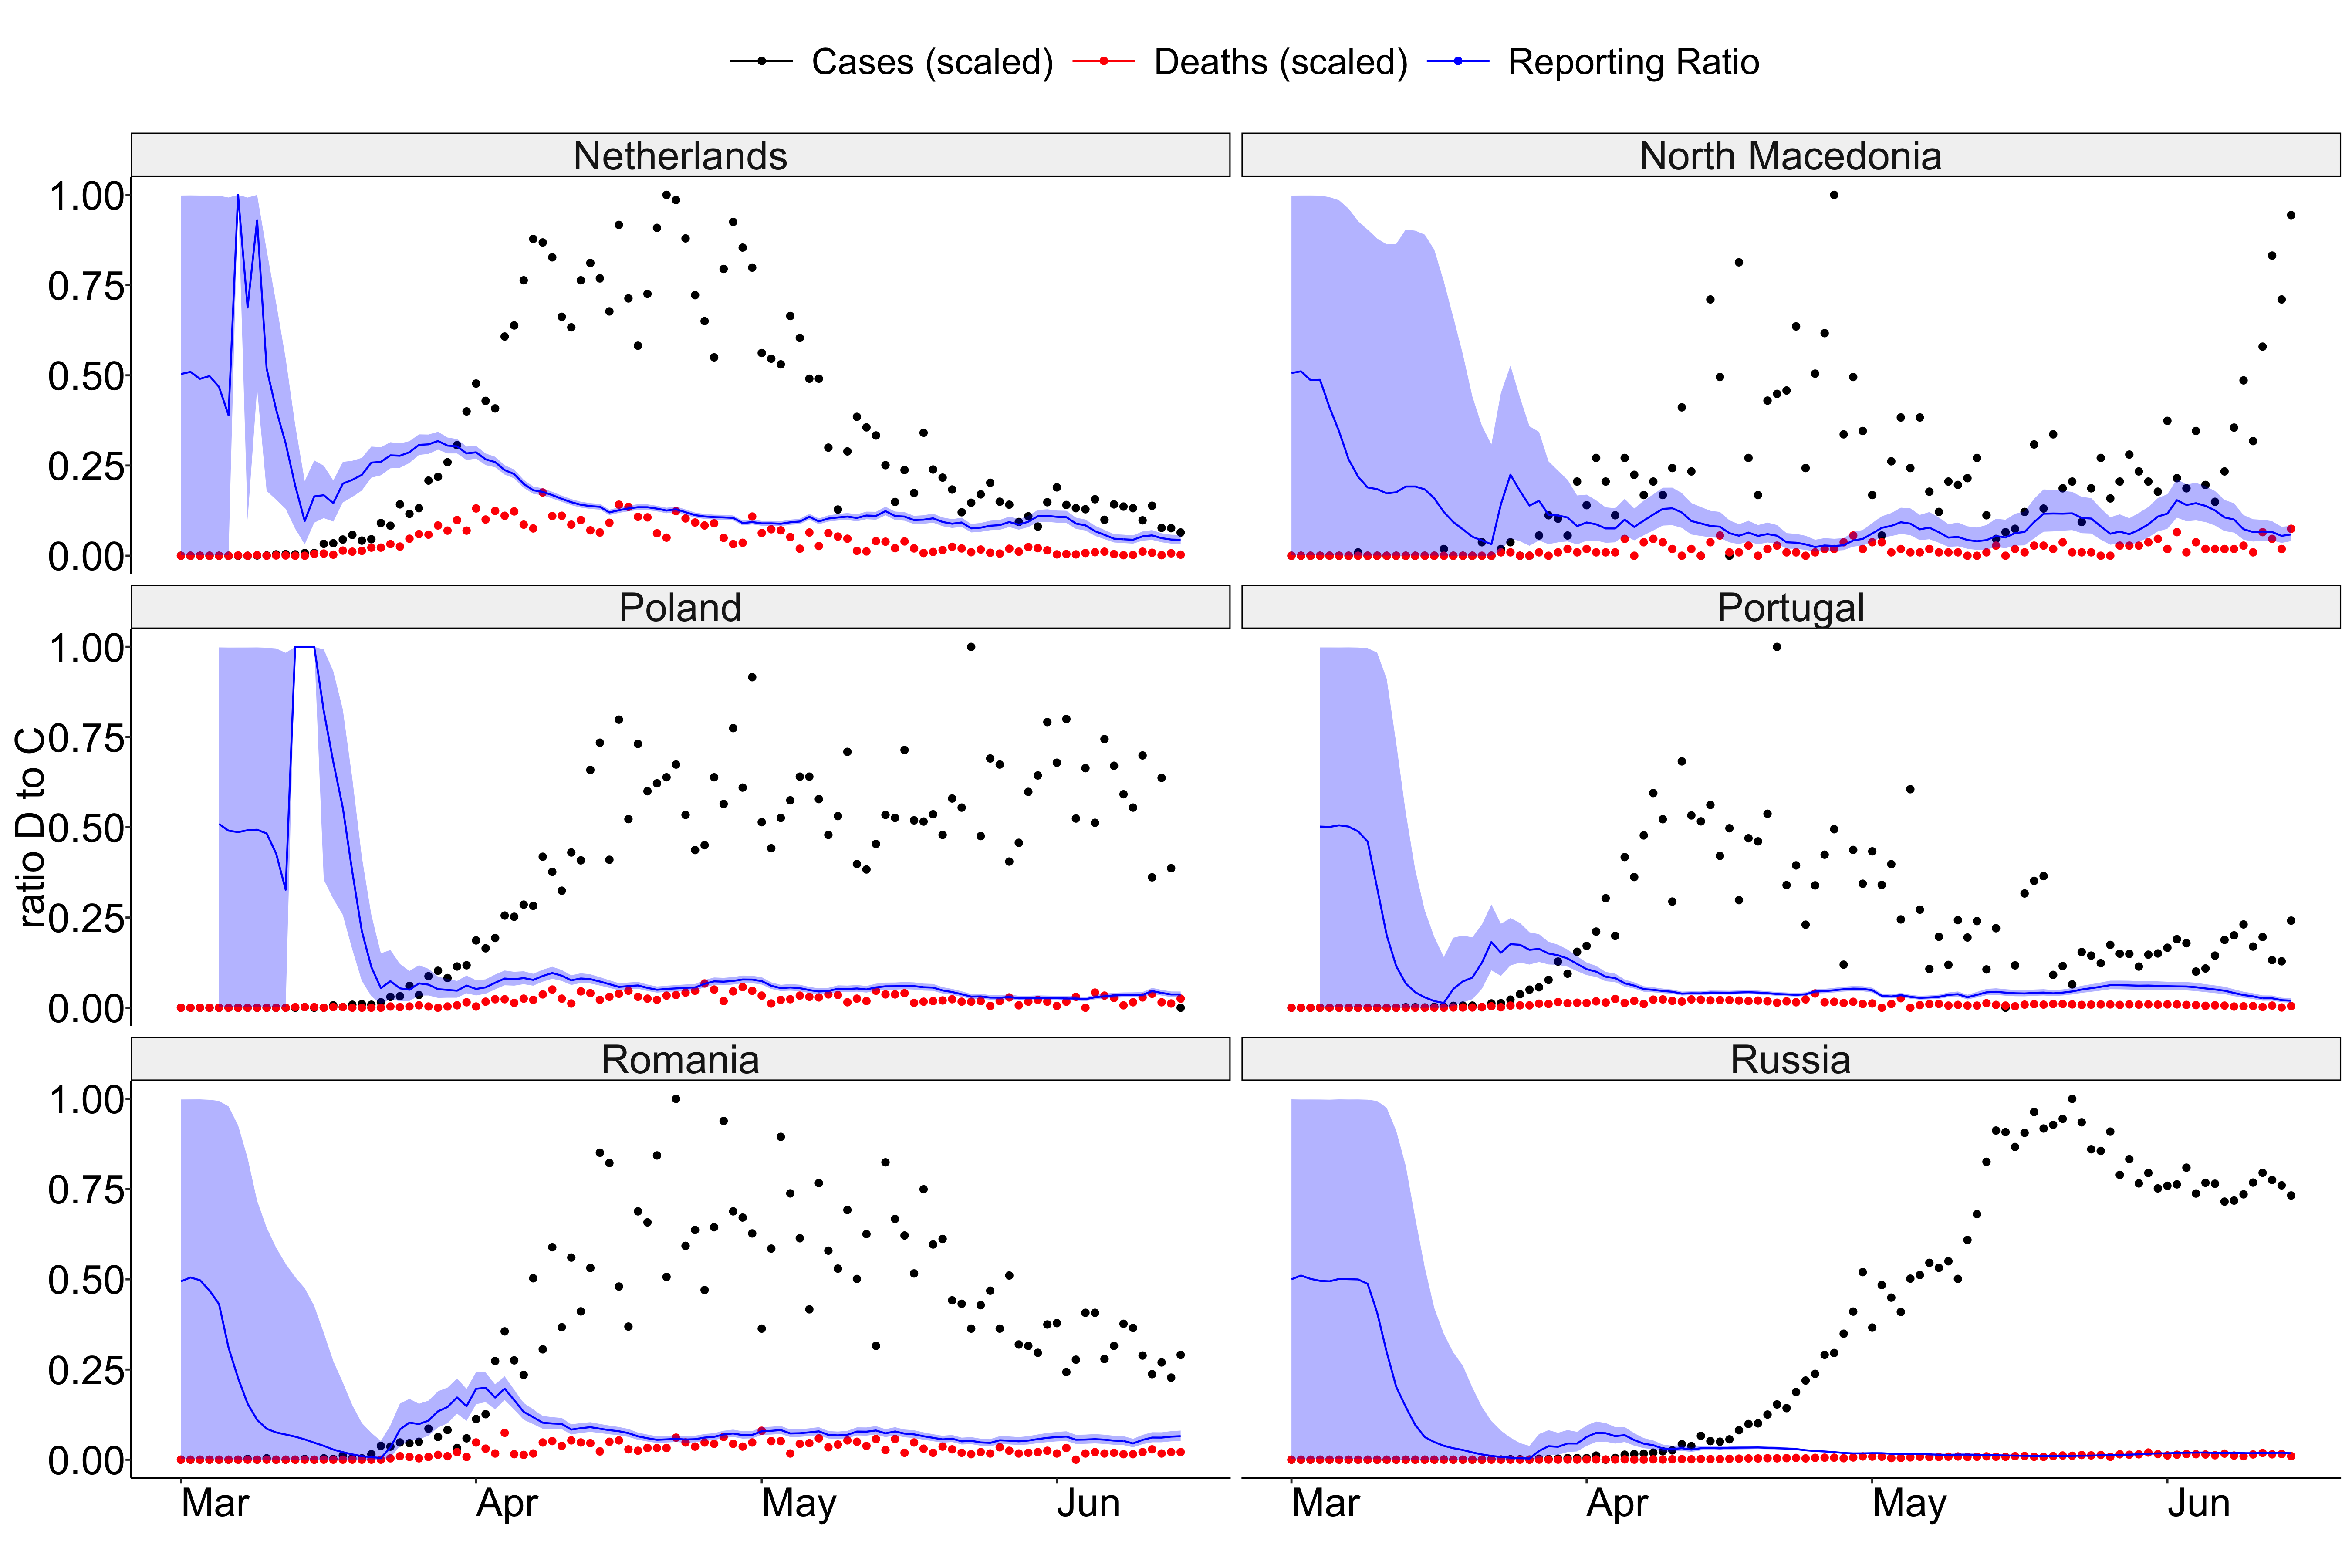 Cases (scaled) Deaths (scaled) Reporting Ratio
Netherlands North Macedonia
1.00
0.75
0.50
0.25
0.00
Poland Portugal
1.00
0.75
0.50
0.25
0.00
ratio D to C
Romania Russia
1.00
0.75
0.50
0.25
0.00
Mar Apr May Jun Mar Apr May Jun